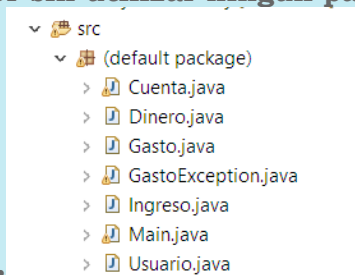 src
(default package)
Cuenta.java
Dinero.java
Gasto.java
GastoException.java
Ingreso.java
Main.java
Usuario.java